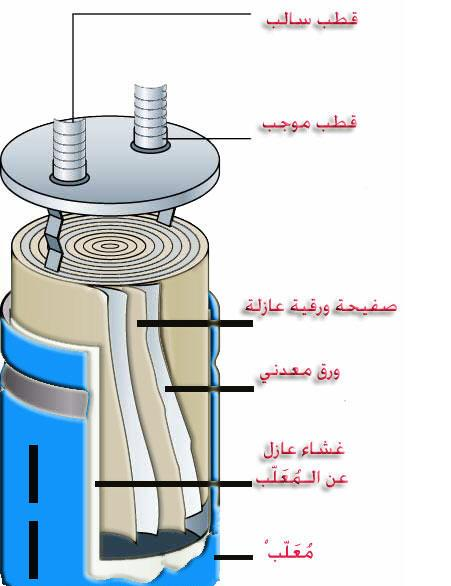 قطب سالب
قطب موجب
صفيحة ورقية عازلة
ورق معدني
غشاء عازل
عن الـمُعَلّب
مُعَلّبٌ